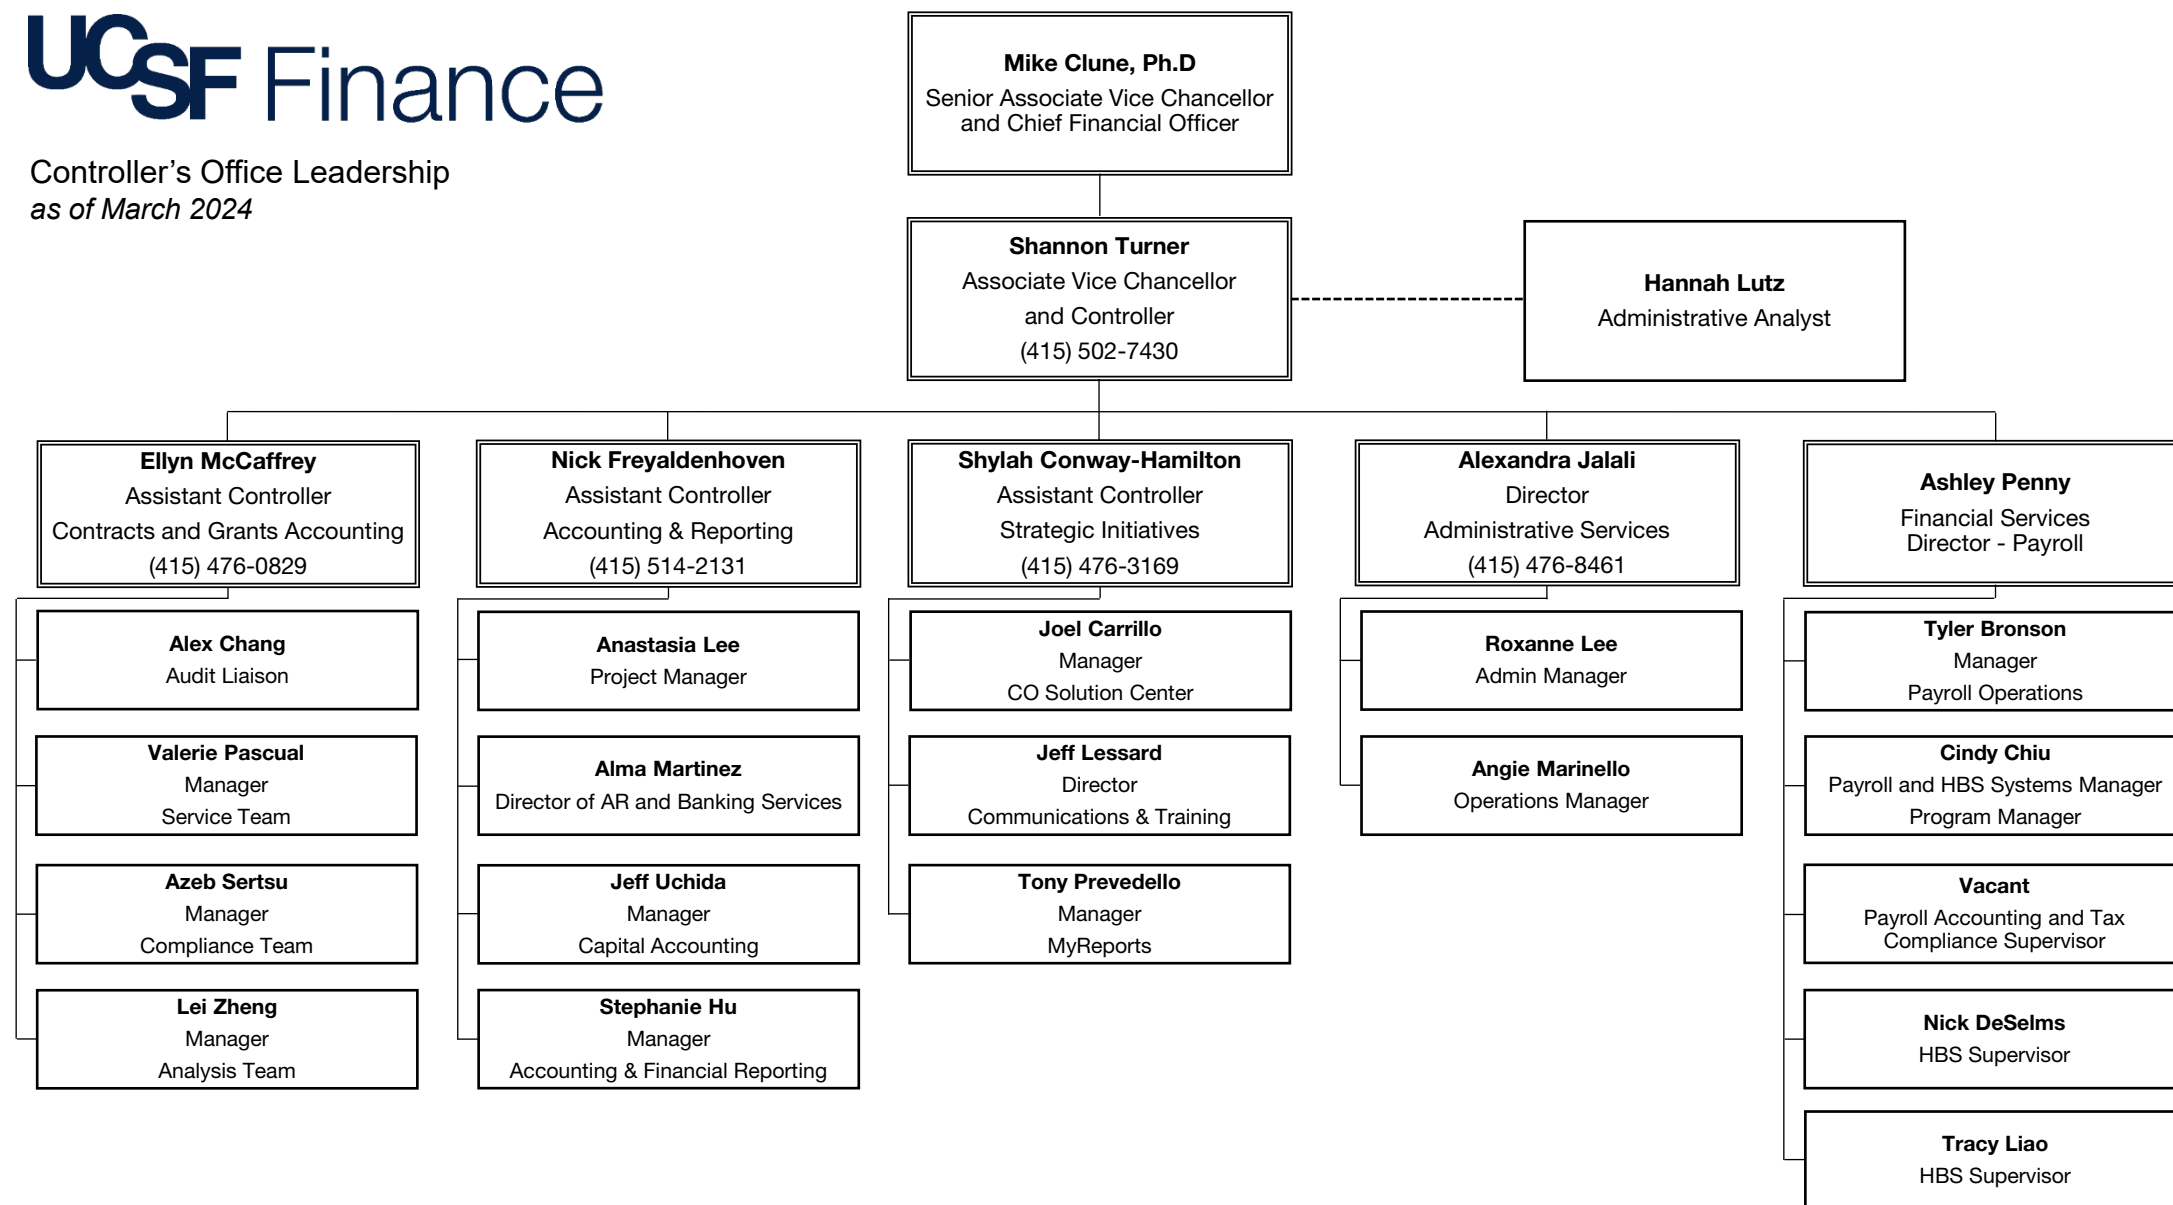 UCSF Finance
Controller's Office Leadership
as of March 2024
Mike Clune, Ph.D
Senior Associate Vice Chancellor
and Chief Financial Officer
Shannon Turner
Associate Vice Chancellor
and Controller
(415) 502-7430
Hannah Lutz
Administrative Analyst
Ellyn McCaffrey
Assistant Controller
Contracts and Grants Accounting
(415) 476-0829
Alex Chang
Audit Liaison
Valerie Pascual
Manager
Service Team
Azeb Sertsu
Manager
Compliance Team
Lei Zheng
Manager
Analysis Team
Nick Freyaldenhoven
Assistant Controller
Accounting & Reporting
(415) 514-2131
Anastasia Lee
Project Manager
Alma Martinez
Director of AR and Banking Services
Jeff Uchida
Manager
Capital Accounting
Stephanie Hu
Manager
Accounting & Financial Reporting
Shylah Conway-Hamilton
Assistant Controller
Strategic Initiatives
(415) 476-3169
Joel Carrillo
Manager
CO Solution Center
Jeff Lessard
Director
Communications & Training
Tony Prevedello
Manager
MyReports
Alexandra Jalali
Director
Administrative Services
(415) 476-8461
Roxanne Lee
Admin Manager
Angie Marinello
Operations Manager
Ashley Penny
Financial Services
Director - Payroll
Tyler Bronson
Manager
Payroll Operations
Cindy Chiu
Payroll and HBS Systems Manager
Program Manager
Vacant
Payroll Accounting and Tax
Compliance Supervisor
Nick DeSelms
HBS Supervisor
Tracy Liao
HBS Supervisor